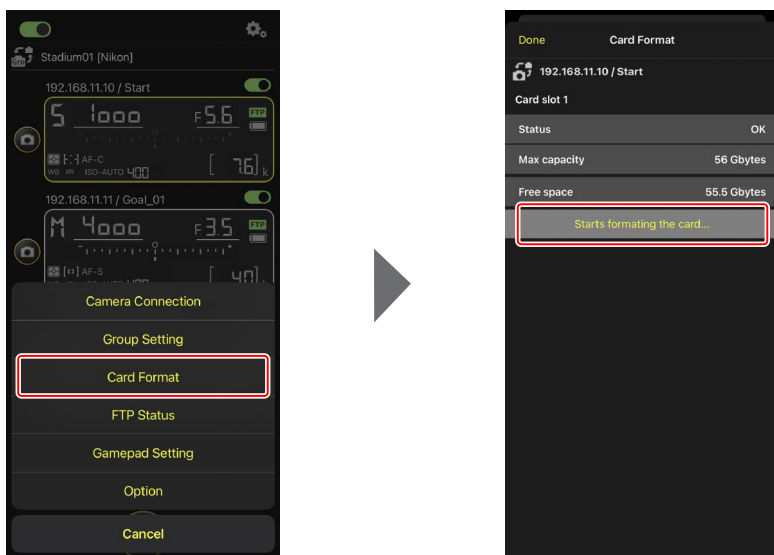 Stadium01 [Nikon]
192.168.11.10 / Start
S 1000 F5.6 FTP
AF-C
WB ISO-AUTO 400 [ 7.6] k
192.168.11.11 / Goal_01
M 4000 F3.5 FTP
AF-S
Camera Connection
Group Setting
Card Format
FTP Status
Gamepad Setting
Option
Cancel
Done Card Format
192.168.11.10 / Start
Card slot 1
Status OK
Max capacity 56 Gbytes
Free space 55.5 Gbytes
Starts formating the card...